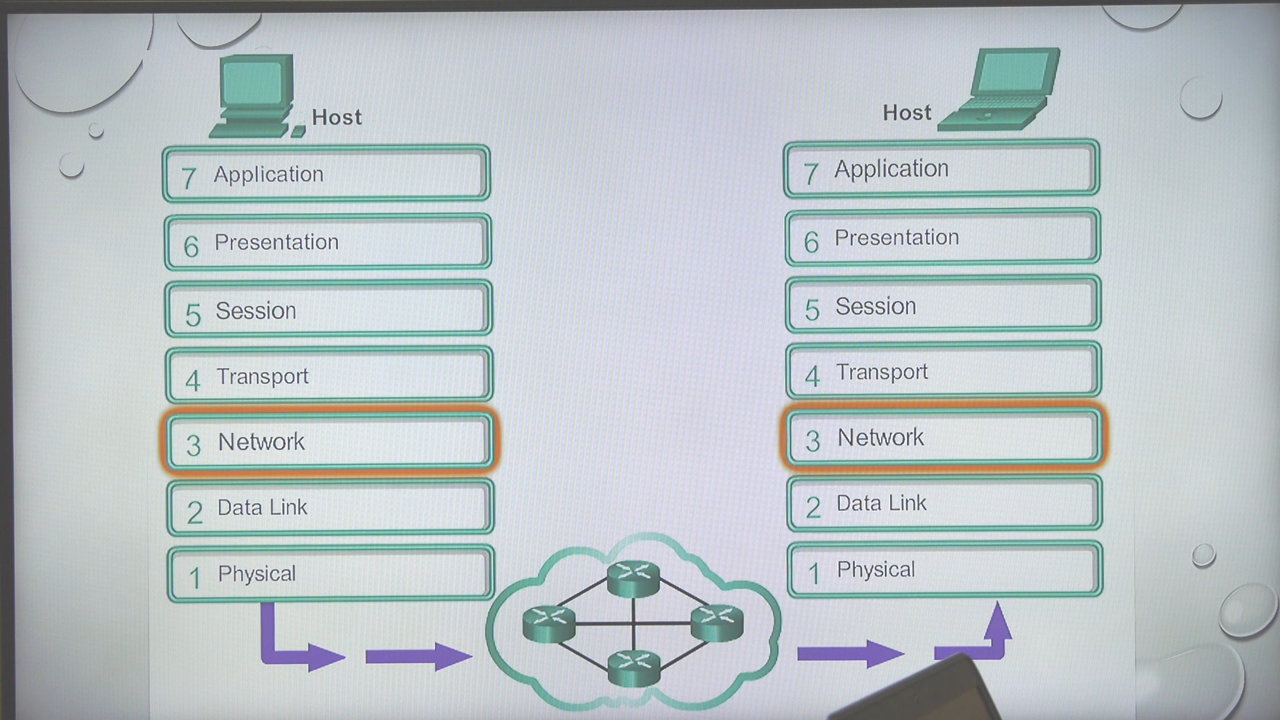 Host
7 Application
6 Presentation
5 Session
4 Transport
3 Network
2 Data Link
1 Physical
Host
7 Application
6 Presentation
5 Session
4 Transport
3 Network
2 Data Link
1 Physical